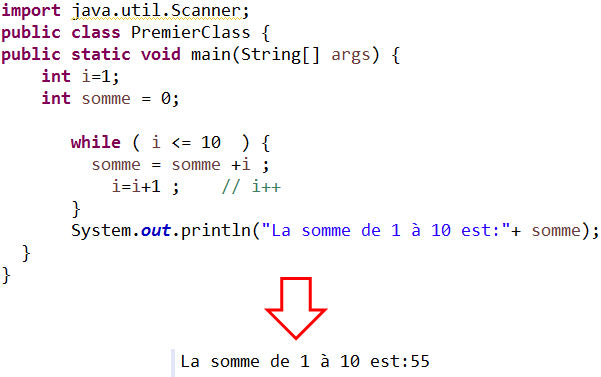 import java.util.Scanner;
public class PremierClass {
public static void main(String[] args) {
int i=1;
int somme = 0;
while ( i <= 10  ) {
somme = somme +i ;
i=i+1 ;    // i++
}
System.out.println("La somme de 1 à 10 est:"+ somme);
}
}
La somme de 1 à 10 est:55